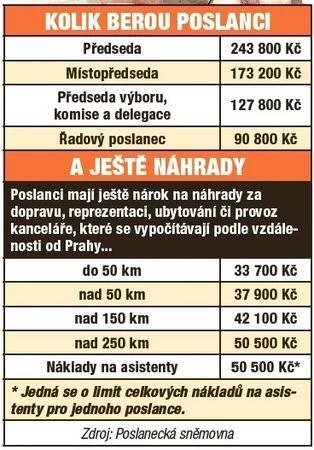 KOLIK BEROU POSLANCI
Předseda 243 800 Kč
Místopředseda 173 200 Kč
Předseda výboru,
komise a delegace 127 800 Kč
Řadový poslanec 90 800 Kč
A JEŠTĚ NÁHRADY
Poslanci mají ještě nárok na náhrady za
dopravu, reprezentaci, ubytování či provoz
kanceláře, které se vypočítávají podle vzdále-
nosti od Prahy...
do 50 km 33 700 Kč
nad 50 km 37 900 Kč
nad 150 km 42 100 Kč
nad 250 km 50 500 Kč
Náklady na asistenty 50 500 Kč*
* Jedná se o limit celkových nákladů na asis-
tenty pro jednoho poslance.
Zdroj: Poslanecká sněmovna